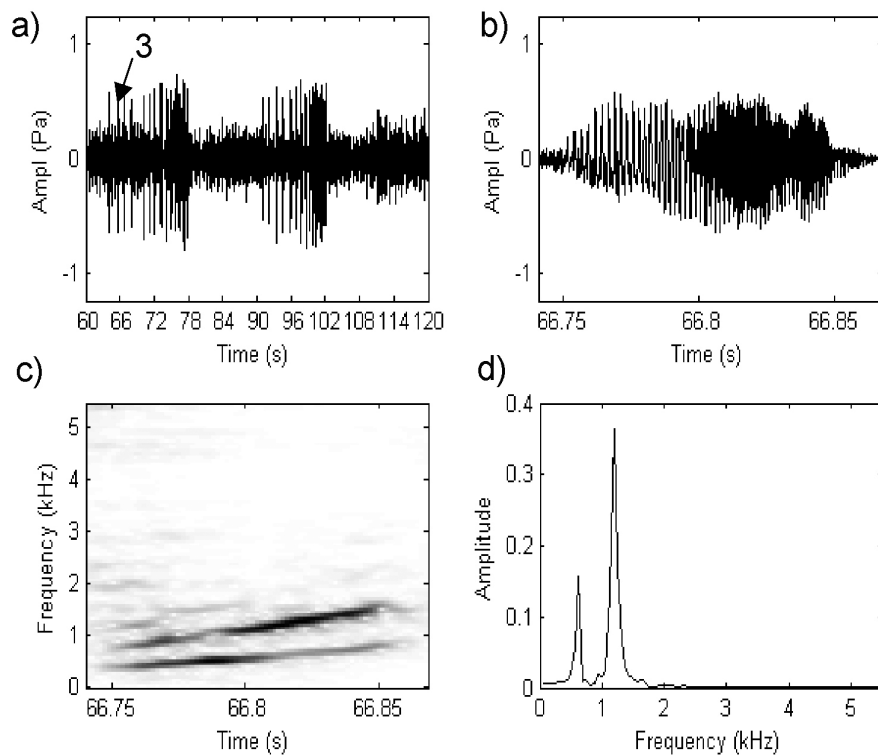 a)
3
1
0
-1
Ampl (Pa)
60 66 72 78 84 90 96 102 108 114 120
Time (s)
b)
1
0
-1
Ampl (Pa)
66.75 66.8 66.85
Time (s)
c)
5
4
3
2
1
0
Frequency (kHz)
66.75 66.8 66.85
Time (s)
d)
0.4
0.3
0.2
0.1
0
Amplitude
0 1 2 3 4 5
Frequency (kHz)